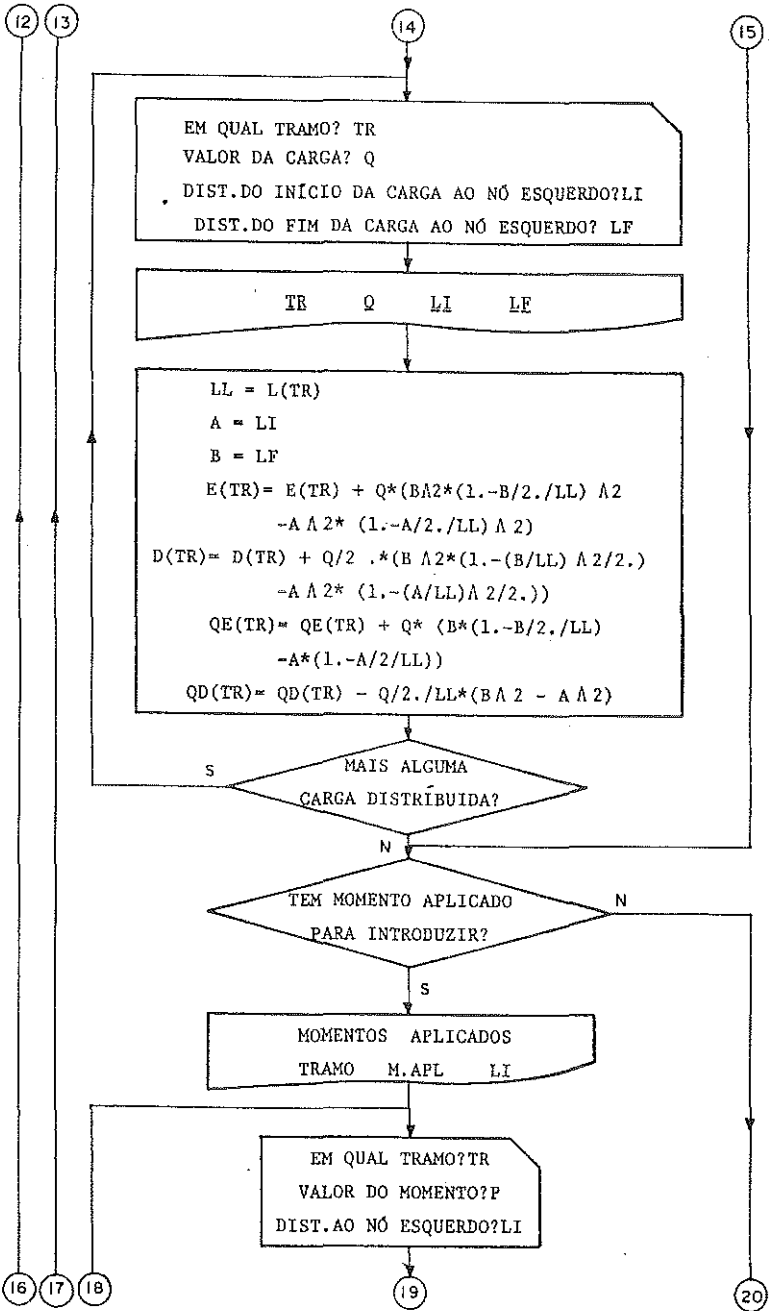 12 13 14 15
EM QUAL TRAMO? TR
VALOR DA CARGA? Q
DIST.DO INÍCIO DA CARGA AO NÓ ESQUERDO?LI
DIST.DO FIM DA CARGA AO NÓ ESQUERDO? LF
TR Q LI LF
LL = L(TR)
A = LI
B = LF
E(TR)= E(TR) + Q*(BΛ2*(1.-B/2./LL) Λ2
-A Λ 2* (1.-A/2./LL) Λ 2)
D(TR)= D(TR) + Q/2 .*(B Λ2*(1.-(B/LL) Λ2/2.)
-A Λ 2* (1.-(A/LL)Λ 2/2.))
QE(TR)= QE(TR) + Q* (B*(1.-B/2./LL)
-A*(1.-A/2/LL))
QD(TR)= QD(TR) - Q/2./LL*(BΛ 2 - A Λ 2)
S
MAIS ALGUMA
CARGA DISTRÍBUIDA?
N
TEM MOMENTO APLICADO
PARA INTRODUZIR?
N
S
MOMENTOS APLICADOS
TRAMO M.APL LI
EM QUAL TRAMO?TR
VALOR DO MOMENTO?P
DIST.AO NÓ ESQUERDO?LI
16 17 18 19 20